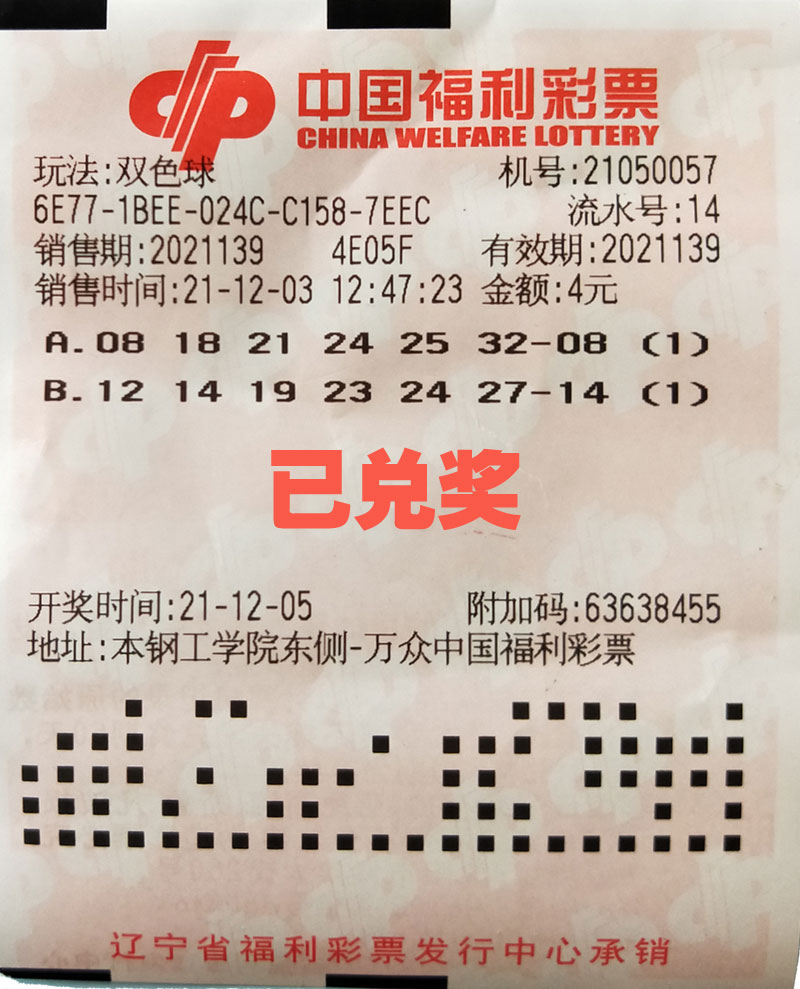 中国福利彩票
CHINA WELFARE LOTTERY
玩法:双色球 机号:21050057
6E77-1BEE-024C-C158-7EEC 流水号:14
销售期:2021139 4E05F 有效期:2021139
销售时间:21-12-03 12:47:23 金额:4元
A.08 18 21 24 25 32-08 (1)
B.12 14 19 23 24 27-14 (1)
已兑奖
开奖时间:21-12-05 附加码:63638455
地址:本钢工学院东侧-万众中国福利彩票
辽宁省福利彩票发行中心承销